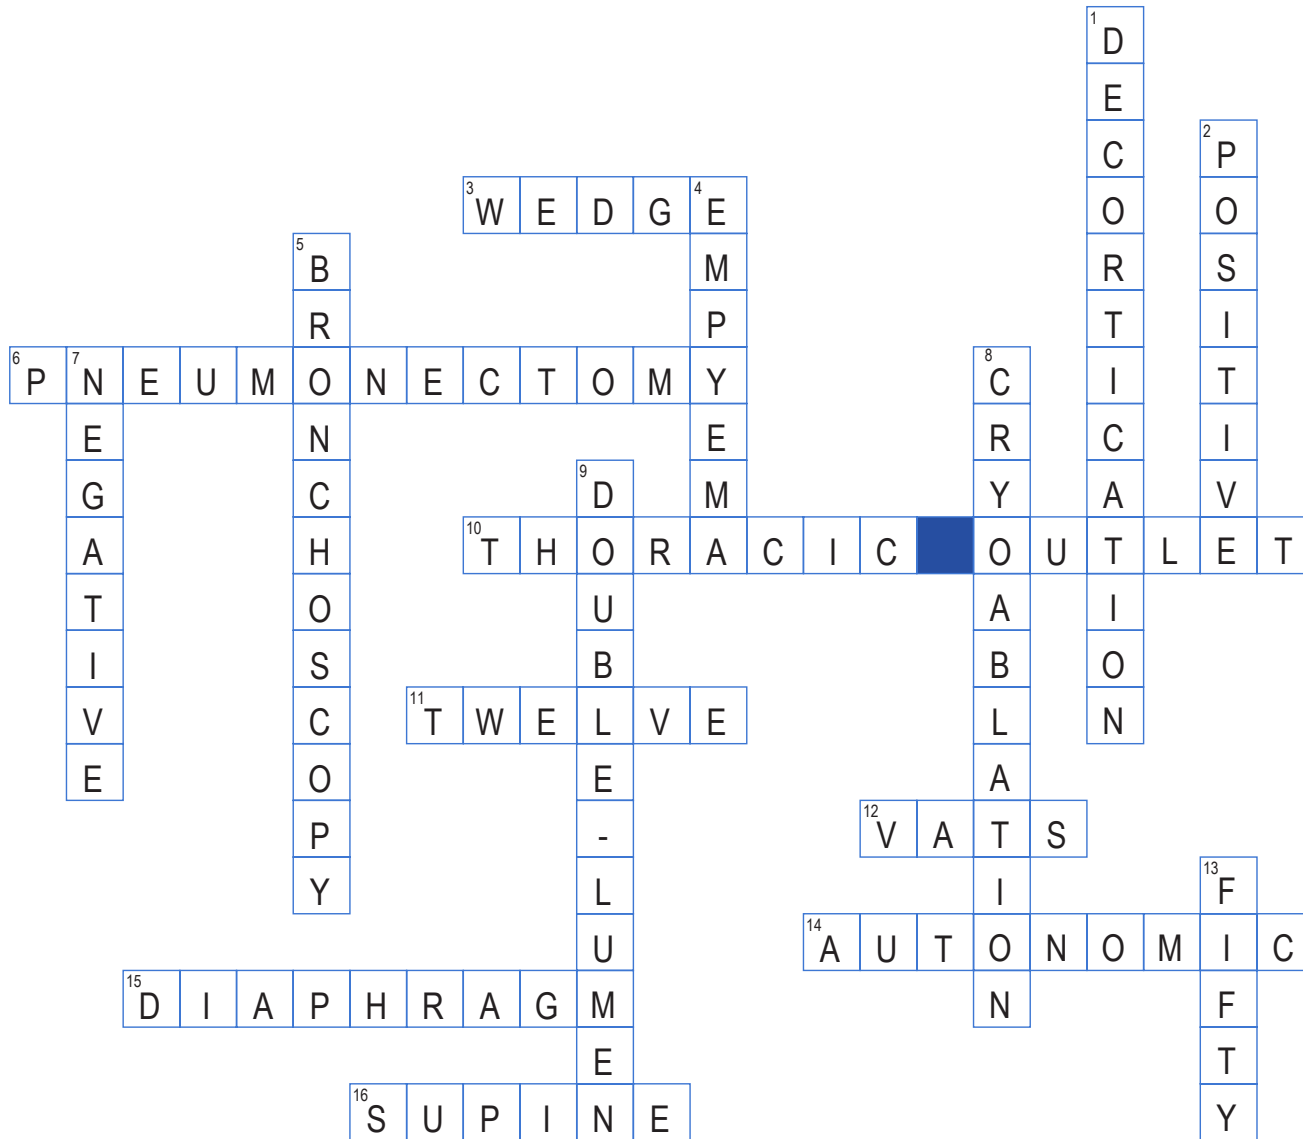 1 DECORTICATION
2 POSITIVE
3 WEDGE
4 EMPYEMA
5 BRONCHOSCOPY
6 PNEUMONECTOMY
7 NEGATIVE
8 CRYOABLATION
9 DOUBLE-LUMEN
10 THORACIC OUTLET
11 TWELVE
12 VATS
13 FIFTY
14 AUTONOMIC
15 DIAPHRAGM
16 SUPINE